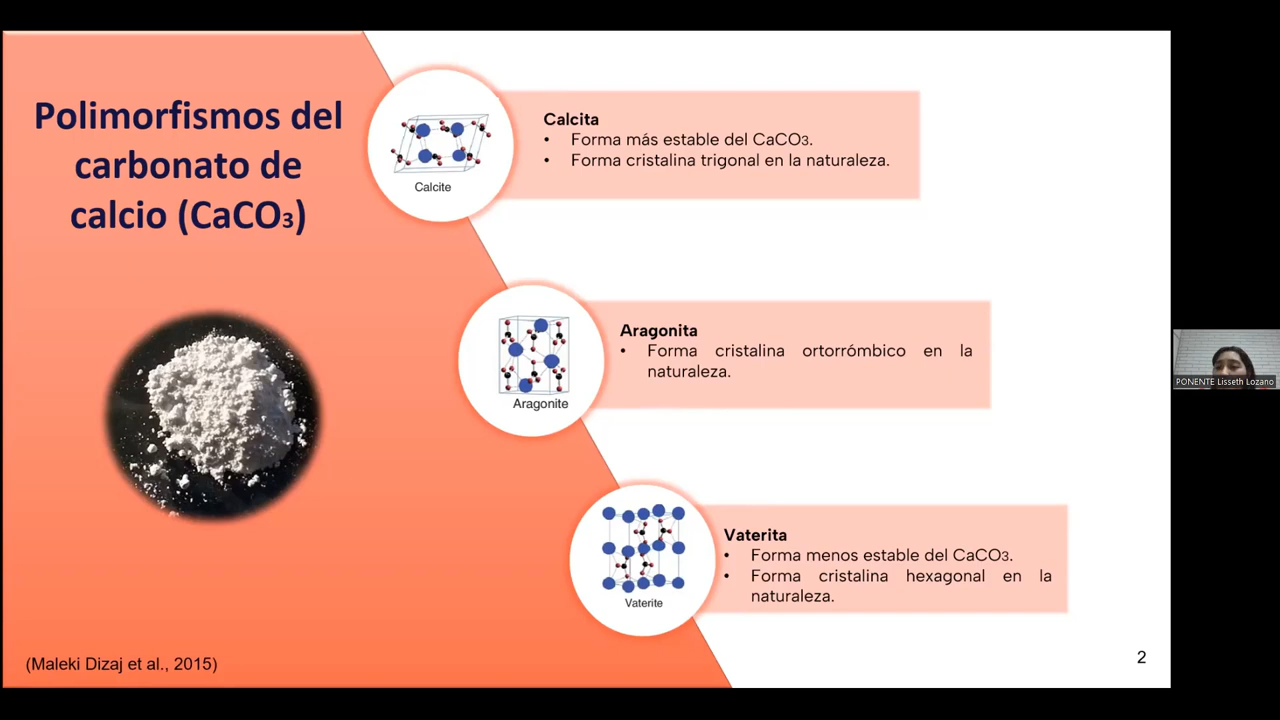 Polimorfismos del
carbonato de
calcio (CaCO₃)
Calcite
Calcita
• Forma más estable del CaCO3.
• Forma cristalina trigonal en la naturaleza.
Aragonite
Aragonita
• Forma cristalina ortorrómbico en la
naturaleza.
Vaterite
Vaterita
• Forma menos estable del CaCO3.
• Forma cristalina hexagonal en la
naturaleza.
(Maleki Dizaj et al., 2015)
2
PONENTE Lisseth Lozano